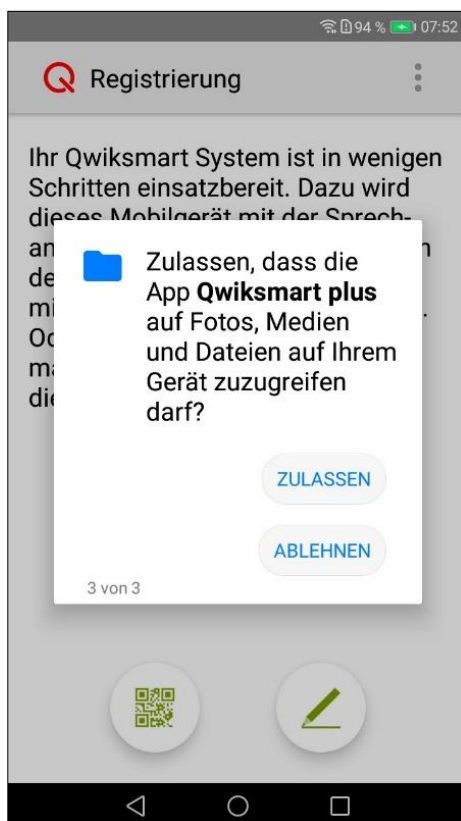 94 % 07:52
Registrierung
Ihr Qwiksmart System ist in wenigen
Schritten einsatzbereit. Dazu wird
dieses Mobilgerät mit der Sprech-
Zulassen, dass die
App Qwiksmart plus
auf Fotos, Medien
und Dateien auf Ihrem
Gerät zuzugreifen
darf?
ZULASSEN
ABLEHNEN
3 von 3